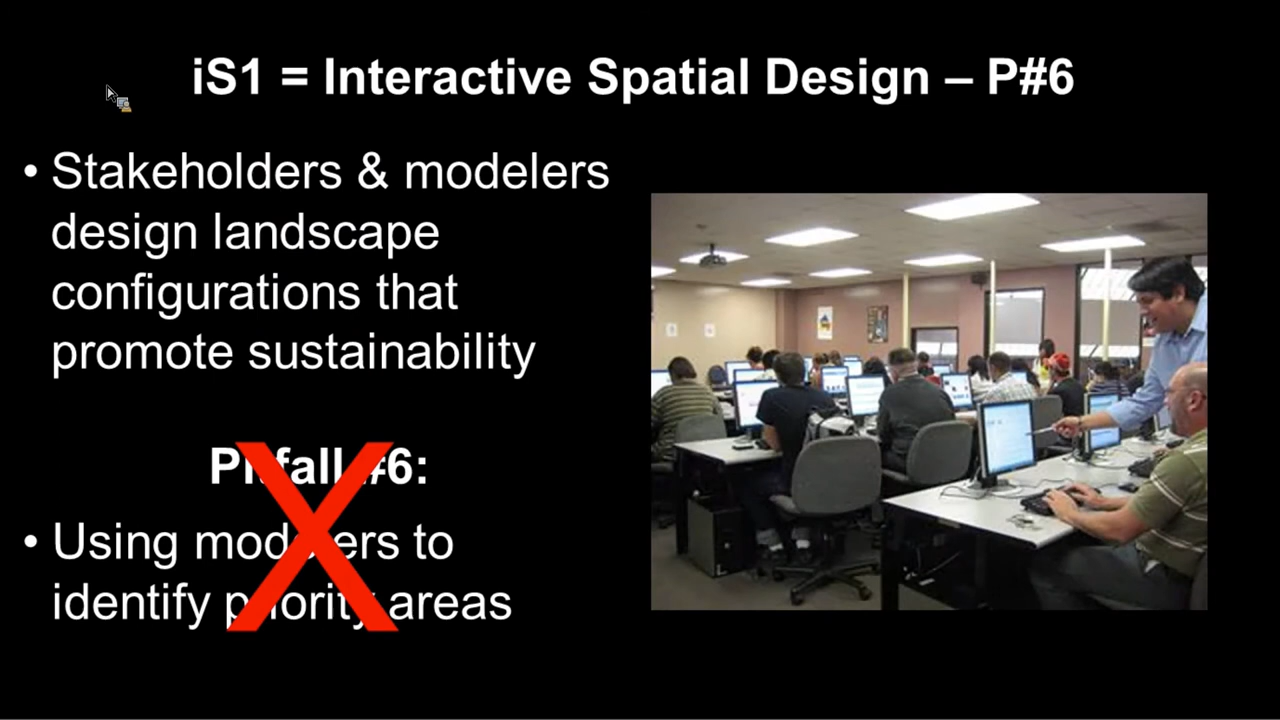 iS1 = Interactive Spatial Design – P#6
• Stakeholders & modelers
design landscape
configurations that
promote sustainability
Pitfall #6:
• Using modelers to
identify priority areas